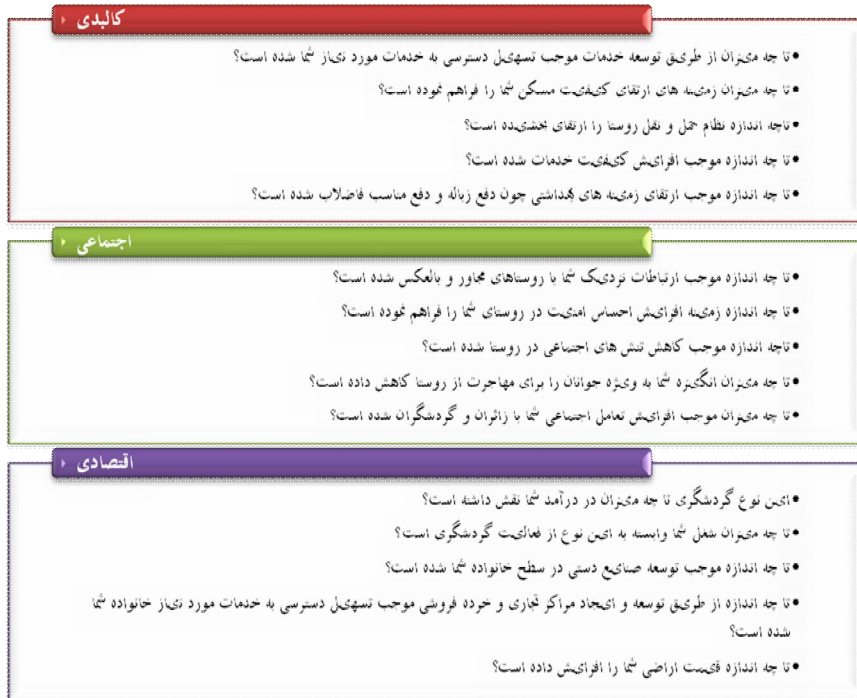 کالبدی
•تا چه میزان از طریق توسعه خدمات موجب تسهیل دسترسی به خدمات مورد نیاز شما شده است؟
•تا چه میزان زمینه های ارتقای کیفیت مسکن شما را فراهم نموده است؟
•تاچه اندازه نظام حمل و نقل روستا را ارتقای بخشیده است؟
•تا چه اندازه موجب افزایش کیفیت خدمات شده است؟
•تا چه اندازه موجب ارتقای زمینه های بهداشتی چون دفع زباله و دفع مناسب فاضلاب شده است؟
اجتماعی
•تا چه اندازه موجب ارتباطات نزدیک شما با روستاهای مجاور و بالعکس شده است؟
•تا چه اندازه زمینه افزایش احساس امنیت در روستای شما را فراهم نموده است؟
•تاچه اندازه موجب کاهش تنش های اجتماعی در روستا شده است؟
•تا چه میزان انگیزه شما به ویژه جوانان را برای مهاجرت از روستا کاهش داده است؟
•تا چه میزان موجب افزایش تعامل اجتماعی شما با زائران و گردشگران شده است؟
اقتصادی
•این نوع گردشگری تا چه میزان در درآمد شما نقش داشته است؟
•تا چه میزان شغل شما وابسته به این نوع از فعالیت گردشگری است؟
•تا چه اندازه موجب توسعه صنایع دستی در سطح خانواده شما شده است؟
•تا چه اندازه از طریق توسعه و ایجاد مراکز تجاری و خرده فروشی موجب تسهیل دسترسی به خدمات مورد نیاز خانواده شما
شده است؟
•تا چه اندازه قیمت اراضی شما را افزایش داده است؟